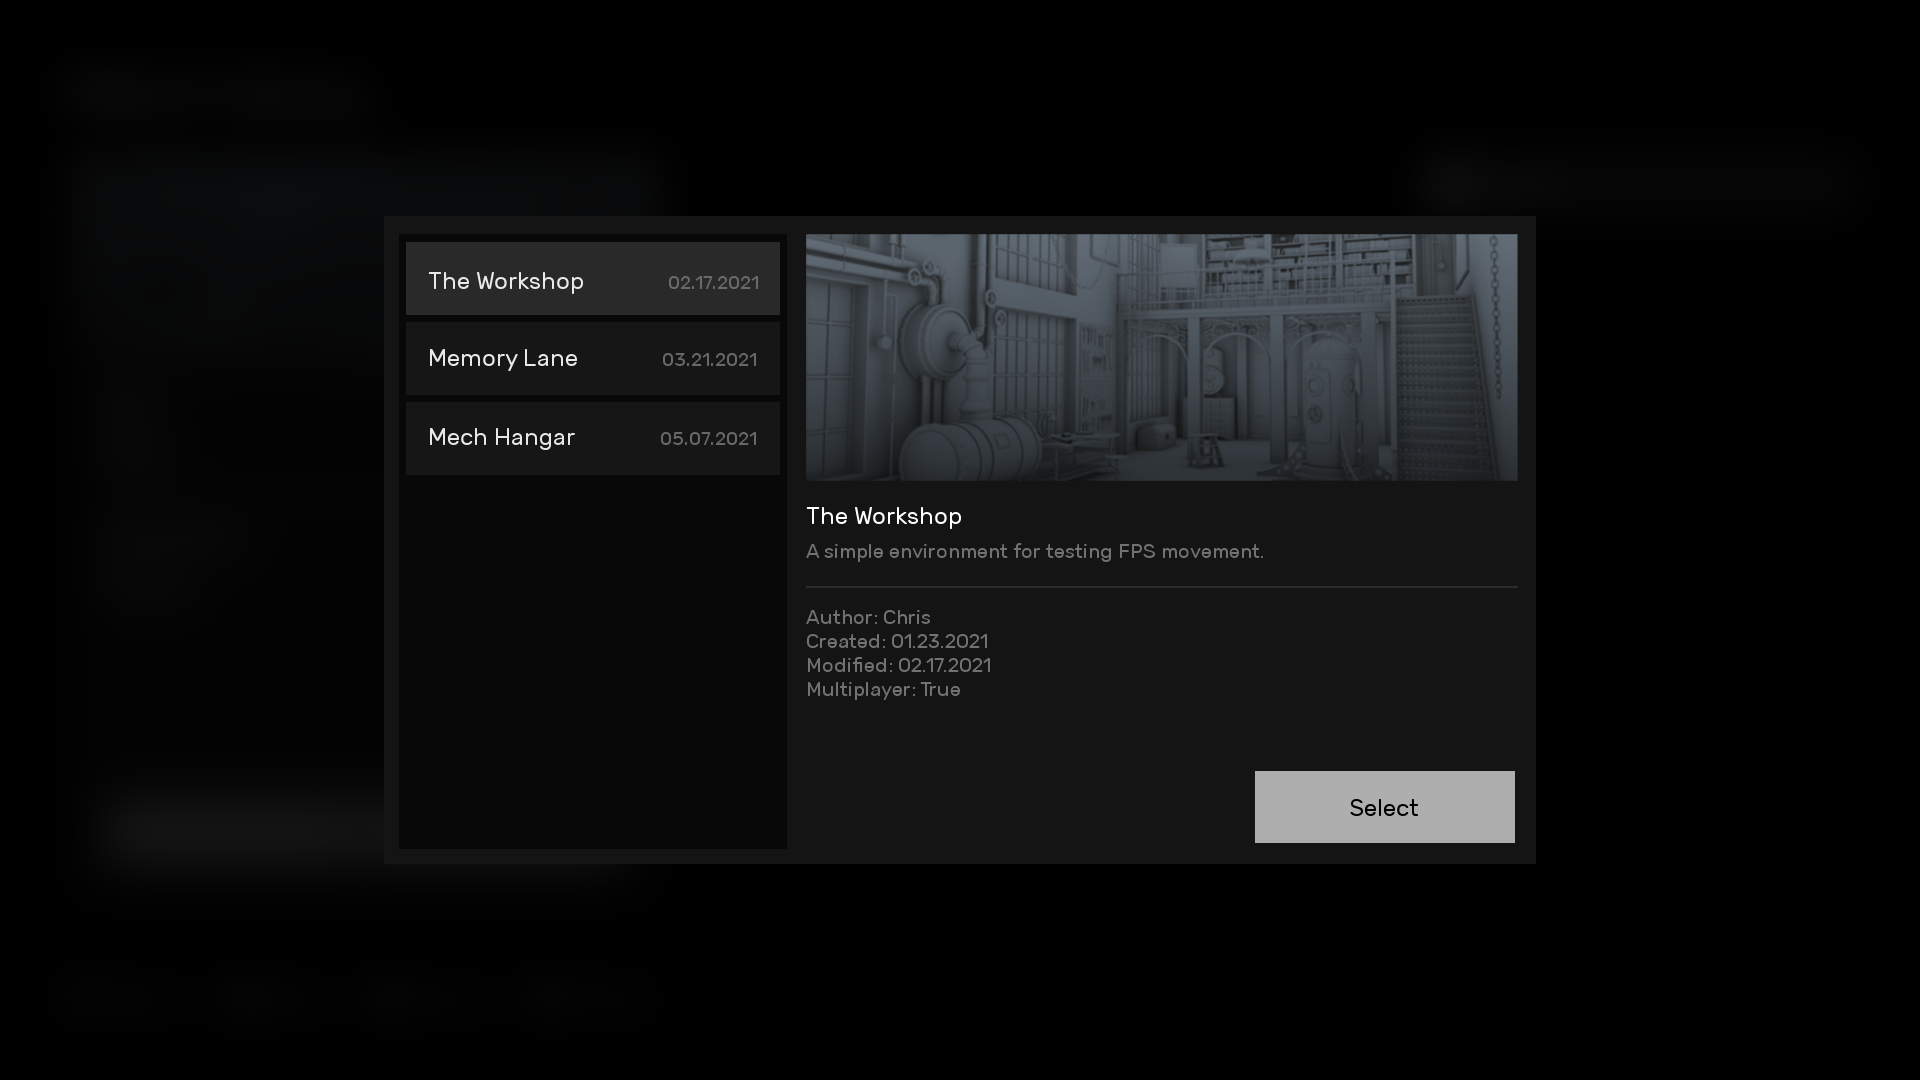 The Workshop 02.17.2021
Memory Lane 03.21.2021
Mech Hangar 05.07.2021
The Workshop
A simple environment for testing FPS movement.
Author: Chris
Created: 01.23.2021
Modified: 02.17.2021
Multiplayer: True
Select